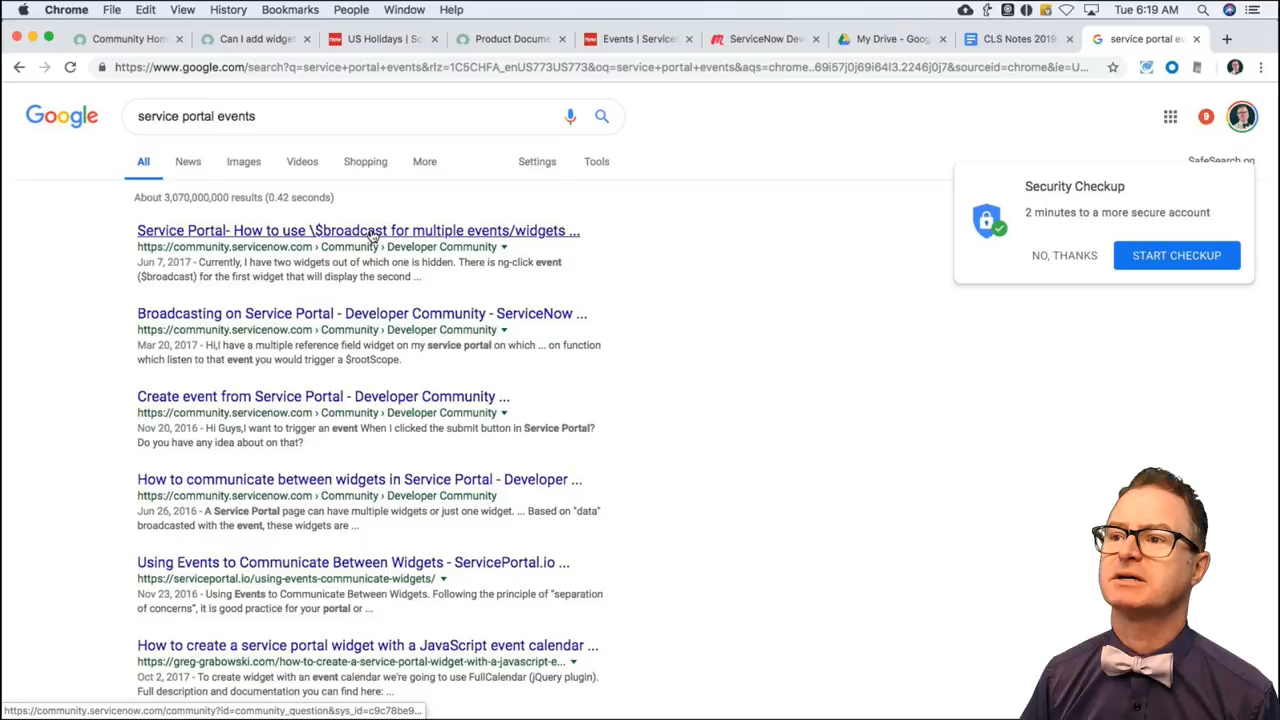 Chrome File Edit View History Bookmarks People Window Help Tue 6:19 AM
Community Hom
Can I add widget
US Holidays | Sc
Product Docume
Events | Service
ServiceNow Dev
My Drive - Goog
CLS Notes 2019
service portal ev
https://www.google.com/search?q=service+portal+events&rlz=1C5CHFA_enUS773US773&oq=service+portal+events&aqs=chrome..69i57j0j69i64l3.2246j0j7&sourceid=chrome&ie=U...
Google
service portal events
9
All News Images Videos Shopping More Settings Tools
SafeSearch on
About 3,070,000,000 results (0.42 seconds)
Security Checkup
2 minutes to a more secure account
NO, THANKS
START CHECKUP
Service Portal- How to use \$broadcast for multiple events/widgets ...
https://community.servicenow.com › Community › Developer Community
Jun 7, 2017 - Currently, I have two widgets out of which one is hidden. There is ng-click event
($broadcast) for the first widget that will display the second ...
Broadcasting on Service Portal - Developer Community - ServiceNow ...
https://community.servicenow.com › Community › Developer Community
Mar 20, 2017 - Hi,I have a multiple reference field widget on my service portal on which ... on function
which listen to that event you would trigger a $rootScope.
Create event from Service Portal - Developer Community ...
https://community.servicenow.com › Community › Developer Community
Nov 20, 2016 - Hi Guys,I want to trigger an event When I clicked the submit button in Service Portal?
Do you have any idea about on that?
How to communicate between widgets in Service Portal - Developer ...
https://community.servicenow.com › Community › Developer Community
Jun 26, 2016 - A Service Portal page can have multiple widgets or just one widget. ... Based on "data"
broadcasted with the event, these widgets are ...
Using Events to Communicate Between Widgets - ServicePortal.io ...
https://serviceportal.io/using-events-communicate-widgets/
Nov 23, 2016 - Using Events to Communicate Between Widgets. Following the principle of "separation
of concerns", it is good practice for your portal or ...
How to create a service portal widget with a JavaScript event calendar ...
https://greg-grabowski.com/how-to-create-a-service-portal-widget-with-a-javascript-e...
Oct 2, 2017 - To create widget with an event calendar we're going to use FullCalendar (jQuery plugin).
Full description and documentation you can find here: ...
https://community.servicenow.com/community?id=community_question&sys_id=c9c78be9...